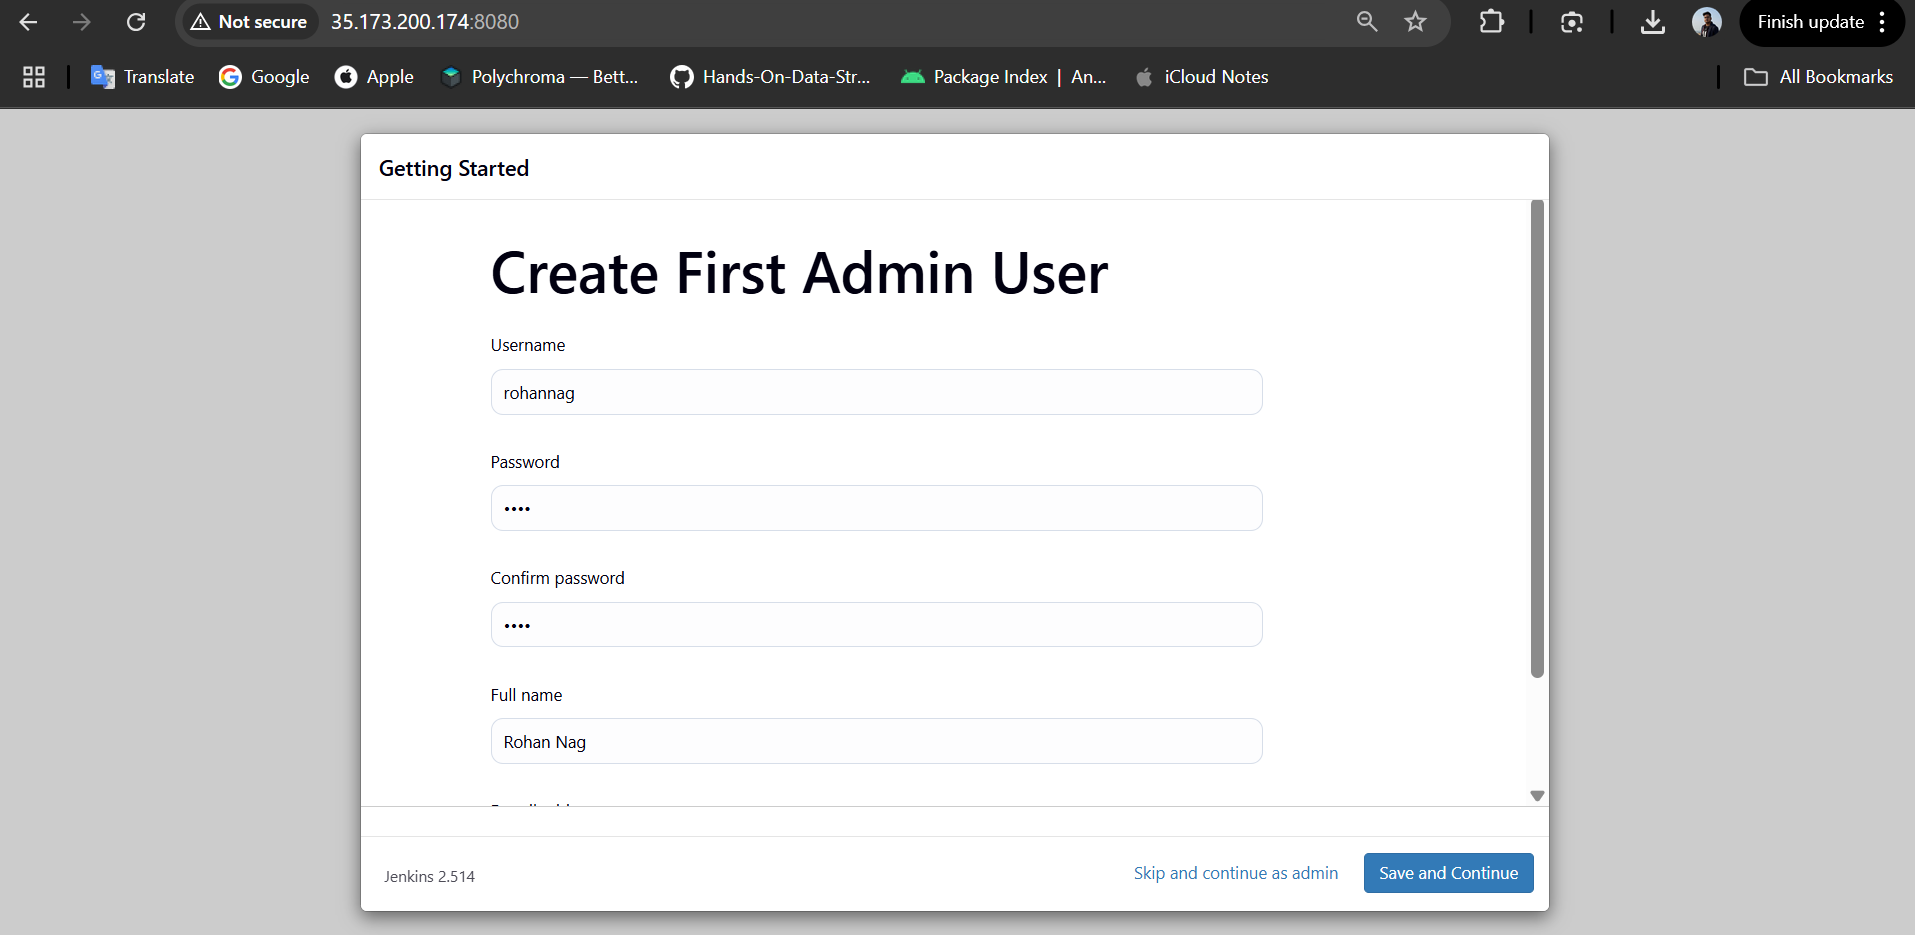 Not secure 35.173.200.174:8080 Finish update
Translate Google Apple Polychroma — Bett... Hands-On-Data-Str... Package Index | An... iCloud Notes All Bookmarks
Getting Started
Create First Admin User
Username
rohannag
Password
••••
Confirm password
••••
Full name
Rohan Nag
Jenkins 2.514 Skip and continue as admin Save and Continue